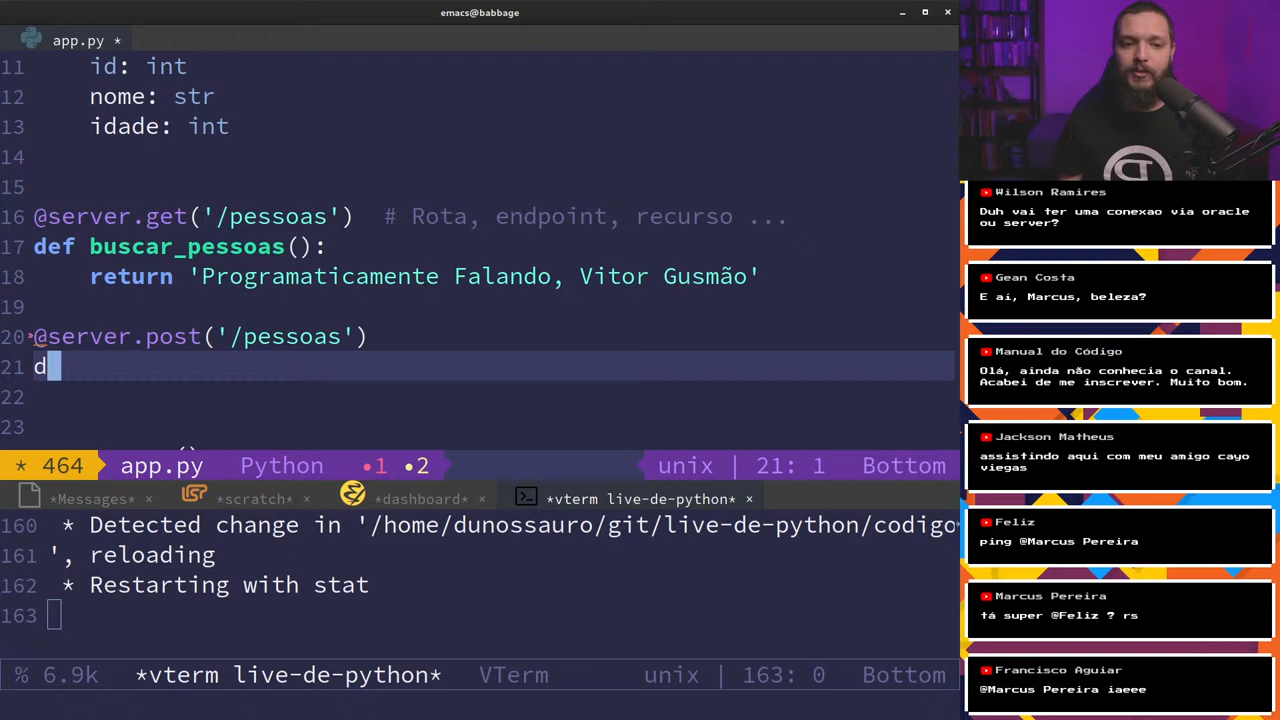 emacs@babbage
app.py *
11 id: int
12 nome: str
13 idade: int
14
15
16 @server.get('/pessoas')  # Rota, endpoint, recurso ...
17 def buscar_pessoas():
18 return 'Programaticamente Falando, Vitor Gusmão'
19
20 @server.post('/pessoas')
21 d
22
23
* 464 app.py Python •1 •2 unix | 21: 1 Bottom
*Messages* × *scratch* × *dashboard* × *vterm live-de-python* ×
160 * Detected change in '/home/dunossauro/git/live-de-python/codigo
161 ', reloading
162 * Restarting with stat
163
% 6.9k *vterm live-de-python* VTerm unix | 163: 0 Bottom
Wilson Ramires
Duh vai ter uma conexao via oracle
ou server?
Gean Costa
E ai, Marcus, beleza?
Manual do Código
Olá, ainda não conhecia o canal.
Acabei de me inscrever. Muito bom.
Jackson Matheus
assistindo aqui com meu amigo cayo
viegas
Feliz
ping @Marcus Pereira
Marcus Pereira
tá super @Feliz ? rs
Francisco Aguiar
@Marcus Pereira iaeee